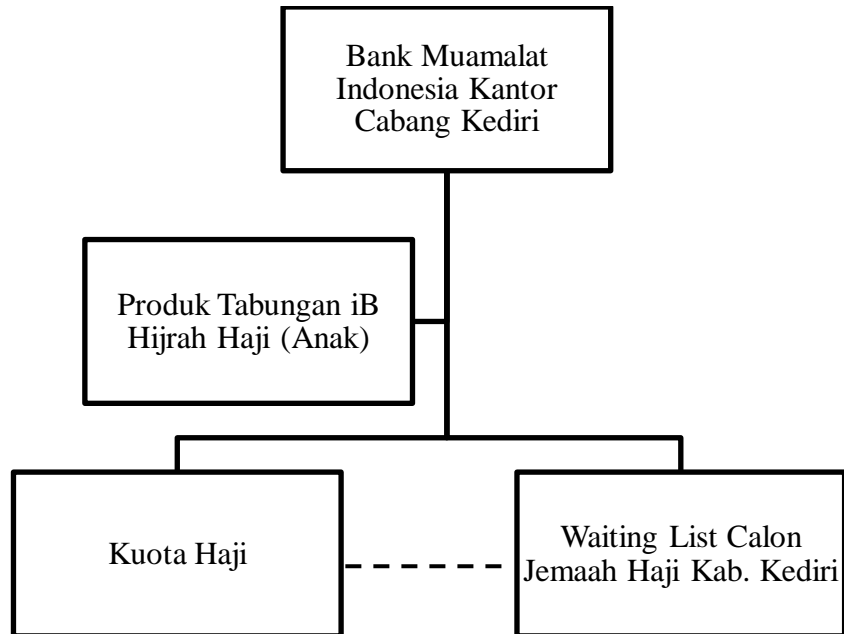 Bank Muamalat
Indonesia Kantor
Cabang Kediri
Produk Tabungan iB
Hijrah Haji (Anak)
Kuota Haji
Waiting List Calon
Jemaah Haji Kab. Kediri